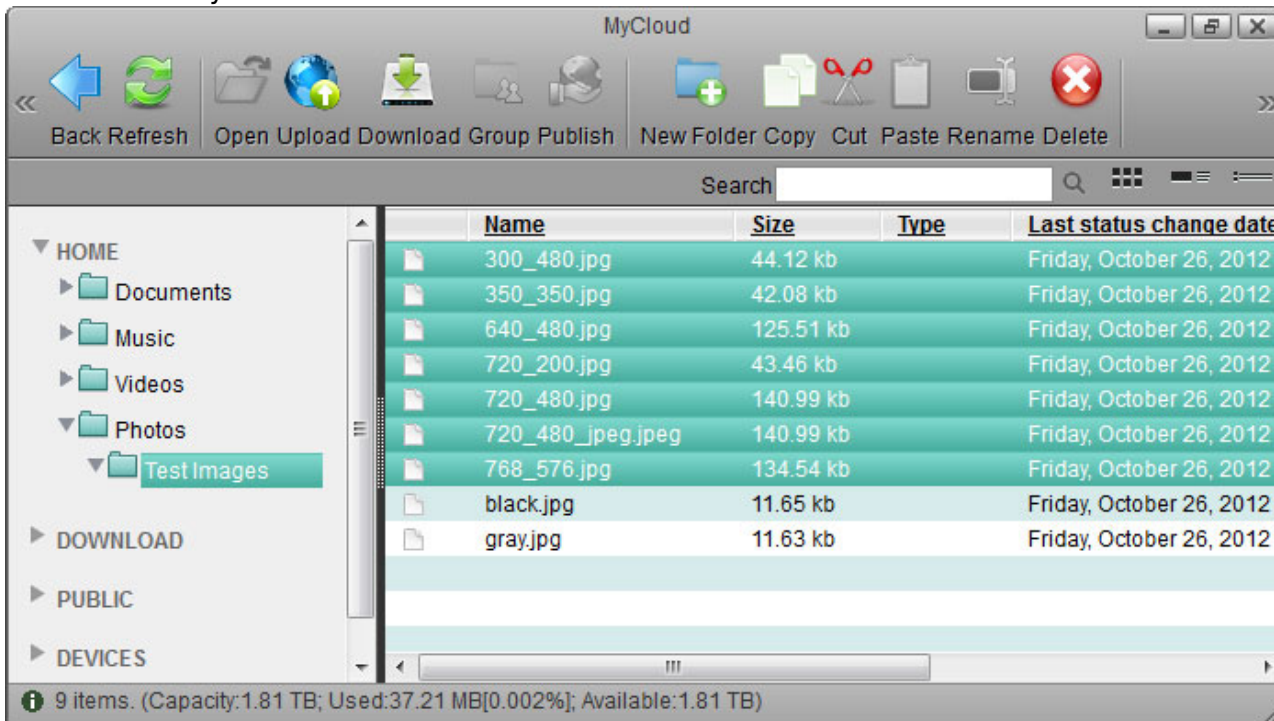 MyCloud
Back Refresh Open Upload Download Group Publish New Folder Copy Cut Paste Rename Delete
Search
HOME
Documents
Music
Videos
Photos
Test Images
DOWNLOAD
PUBLIC
DEVICES
Name Size Type Last status change date
300_480.jpg 44.12 kb Friday, October 26, 2012
350_350.jpg 42.08 kb Friday, October 26, 2012
640_480.jpg 125.51 kb Friday, October 26, 2012
720_200.jpg 43.46 kb Friday, October 26, 2012
720_480.jpg 140.99 kb Friday, October 26, 2012
720_480_jpeg.jpeg 140.99 kb Friday, October 26, 2012
768_576.jpg 134.54 kb Friday, October 26, 2012
black.jpg 11.65 kb Friday, October 26, 2012
gray.jpg 11.63 kb Friday, October 26, 2012
9 items. (Capacity:1.81 TB; Used:37.21 MB[0.002%]; Available:1.81 TB)